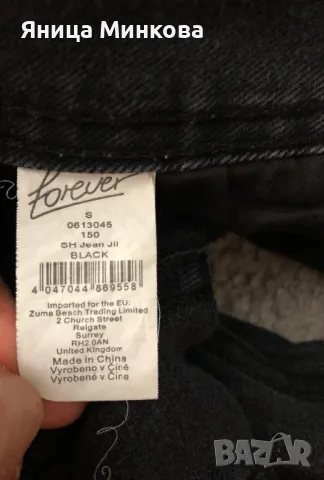 Яница Минкова
forever
S
0613045
150
SH Jean Jil
BLACK
4 047044 869558
Imported for the EU:
Zuma Beach Trading Limited
2 Church Street
Reigate
Surrey
RH2 0AN
United Kingdom
Made in China
Vyrobeno v Číně
Vyrobeno v Číne
BAZAR